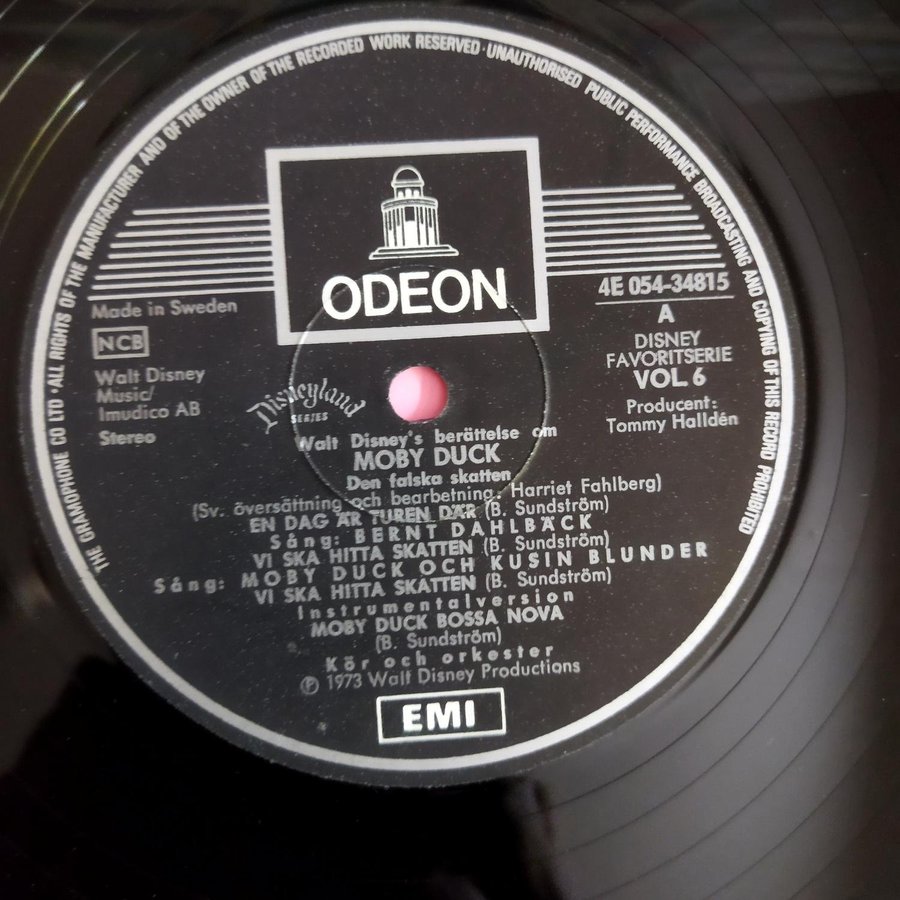 THE GRAMOPHONE CO LTD · ALL RIGHTS OF THE MANUFACTURER AND OF THE OWNER OF THE RECORDED WORK RESERVED · UNAUTHORISED PUBLIC PERFORMANCE BROADCASTING AND COPYING OF THIS RECORD PROHIBITED
ODEON
Made in Sweden
NCB
Walt Disney
Music/
Imudico AB
Stereo
4E 054-34815
A
DISNEY
FAVORITSERIE
VOL. 6
Producent:
Tommy Halldén
Disneyland
SERIES
Walt Disney's berättelse om
MOBY DUCK
Den falska skatten
(Sv. översättning och bearbetning: Harriet Fahlberg)
EN DAG ÄR TUREN DÄR (B. Sundström)
Sång: BERNT DAHLBÄCK
VI SKA HITTA SKATTEN (B. Sundström)
Sång: MOBY DUCK OCH KUSIN BLUNDER
VI SKA HITTA SKATTEN (B. Sundström)
Instrumentalversion
MOBY DUCK BOSSA NOVA
(B. Sundström)
Kör och orkester
℗ 1973 Walt Disney Productions
EMI